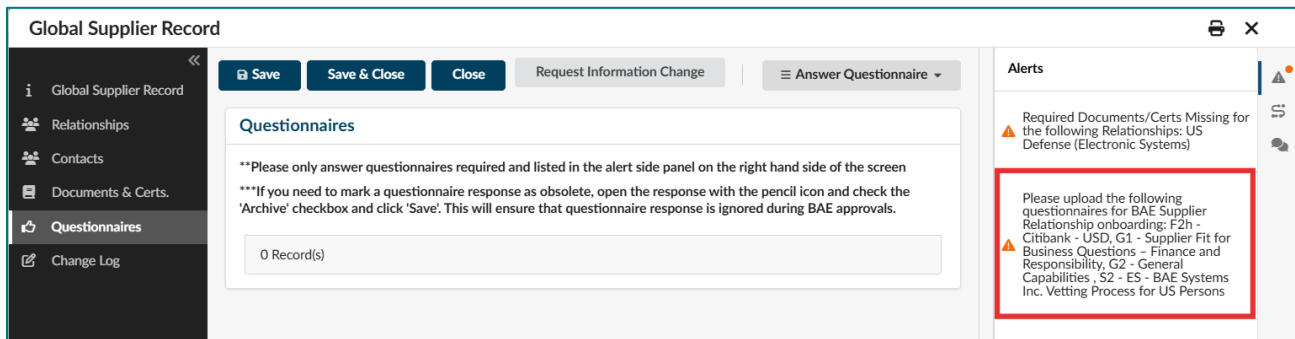 Global Supplier Record
Global Supplier Record
Relationships
Contacts
Documents & Certs.
Questionnaires
Change Log
Save
Save & Close
Close
Request Information Change
Answer Questionnaire
Questionnaires
**Please only answer questionnaires required and listed in the alert side panel on the right hand side of the screen
***If you need to mark a questionnaire response as obsolete, open the response with the pencil icon and check the
'Archive' checkbox and click 'Save'. This will ensure that questionnaire response is ignored during BAE approvals.
0 Record(s)
Alerts
Required Documents/Certs Missing for
the following Relationships: US
Defense (Electronic Systems)
Please upload the following
questionnaires for BAE Supplier
Relationship onboarding: F2h -
Citibank - USD, G1 - Supplier Fit for
Business Questions – Finance and
Responsibility, G2 - General
Capabilities , S2 - ES - BAE Systems
Inc. Vetting Process for US Persons